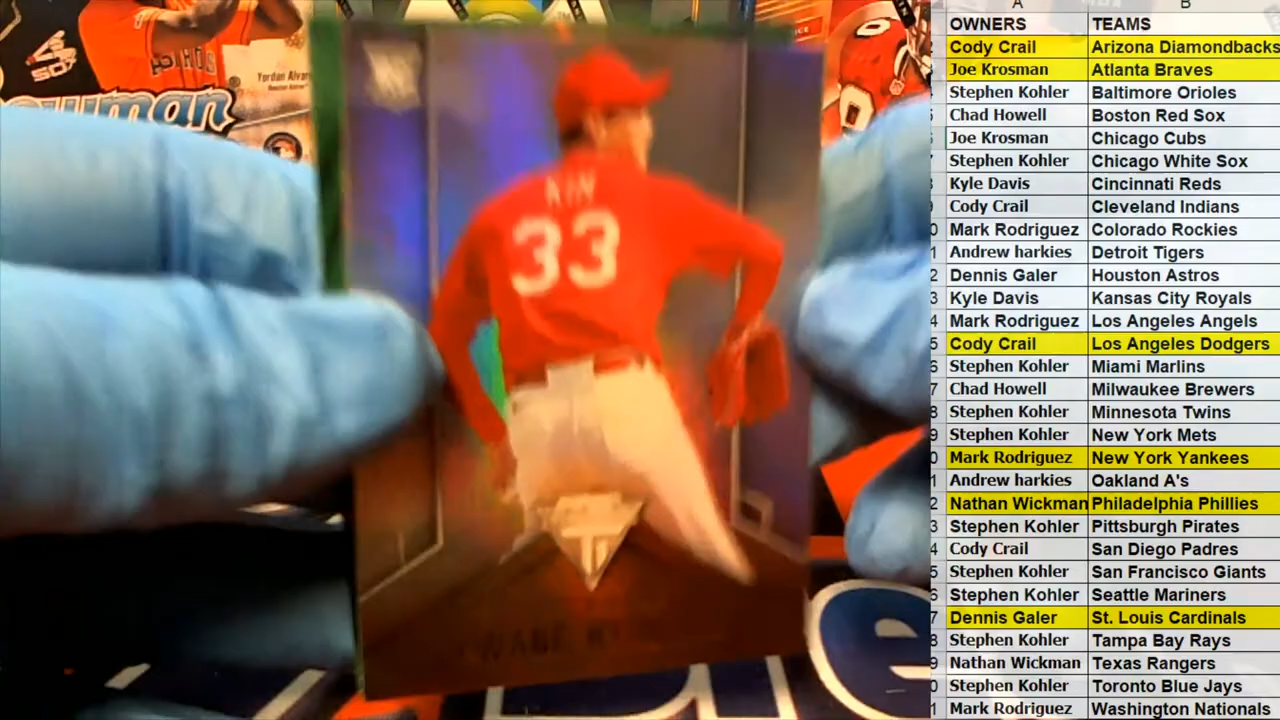 A B
OWNERS TEAMS
Cody Crail Arizona Diamondbacks
Joe Krosman Atlanta Braves
Stephen Kohler Baltimore Orioles
Chad Howell Boston Red Sox
Joe Krosman Chicago Cubs
Stephen Kohler Chicago White Sox
Kyle Davis Cincinnati Reds
Cody Crail Cleveland Indians
Mark Rodriguez Colorado Rockies
Andrew harkies Detroit Tigers
Dennis Galer Houston Astros
Kyle Davis Kansas City Royals
Mark Rodriguez Los Angeles Angels
Cody Crail Los Angeles Dodgers
Stephen Kohler Miami Marlins
Chad Howell Milwaukee Brewers
Stephen Kohler Minnesota Twins
Stephen Kohler New York Mets
Mark Rodriguez New York Yankees
Andrew harkies Oakland A's
Nathan Wickman Philadelphia Phillies
Stephen Kohler Pittsburgh Pirates
Cody Crail San Diego Padres
Stephen Kohler San Francisco Giants
Stephen Kohler Seattle Mariners
Dennis Galer St. Louis Cardinals
Stephen Kohler Tampa Bay Rays
Nathan Wickman Texas Rangers
Stephen Kohler Toronto Blue Jays
Mark Rodriguez Washington Nationals
KIM
33
SOX
owman
Yordan Alvar